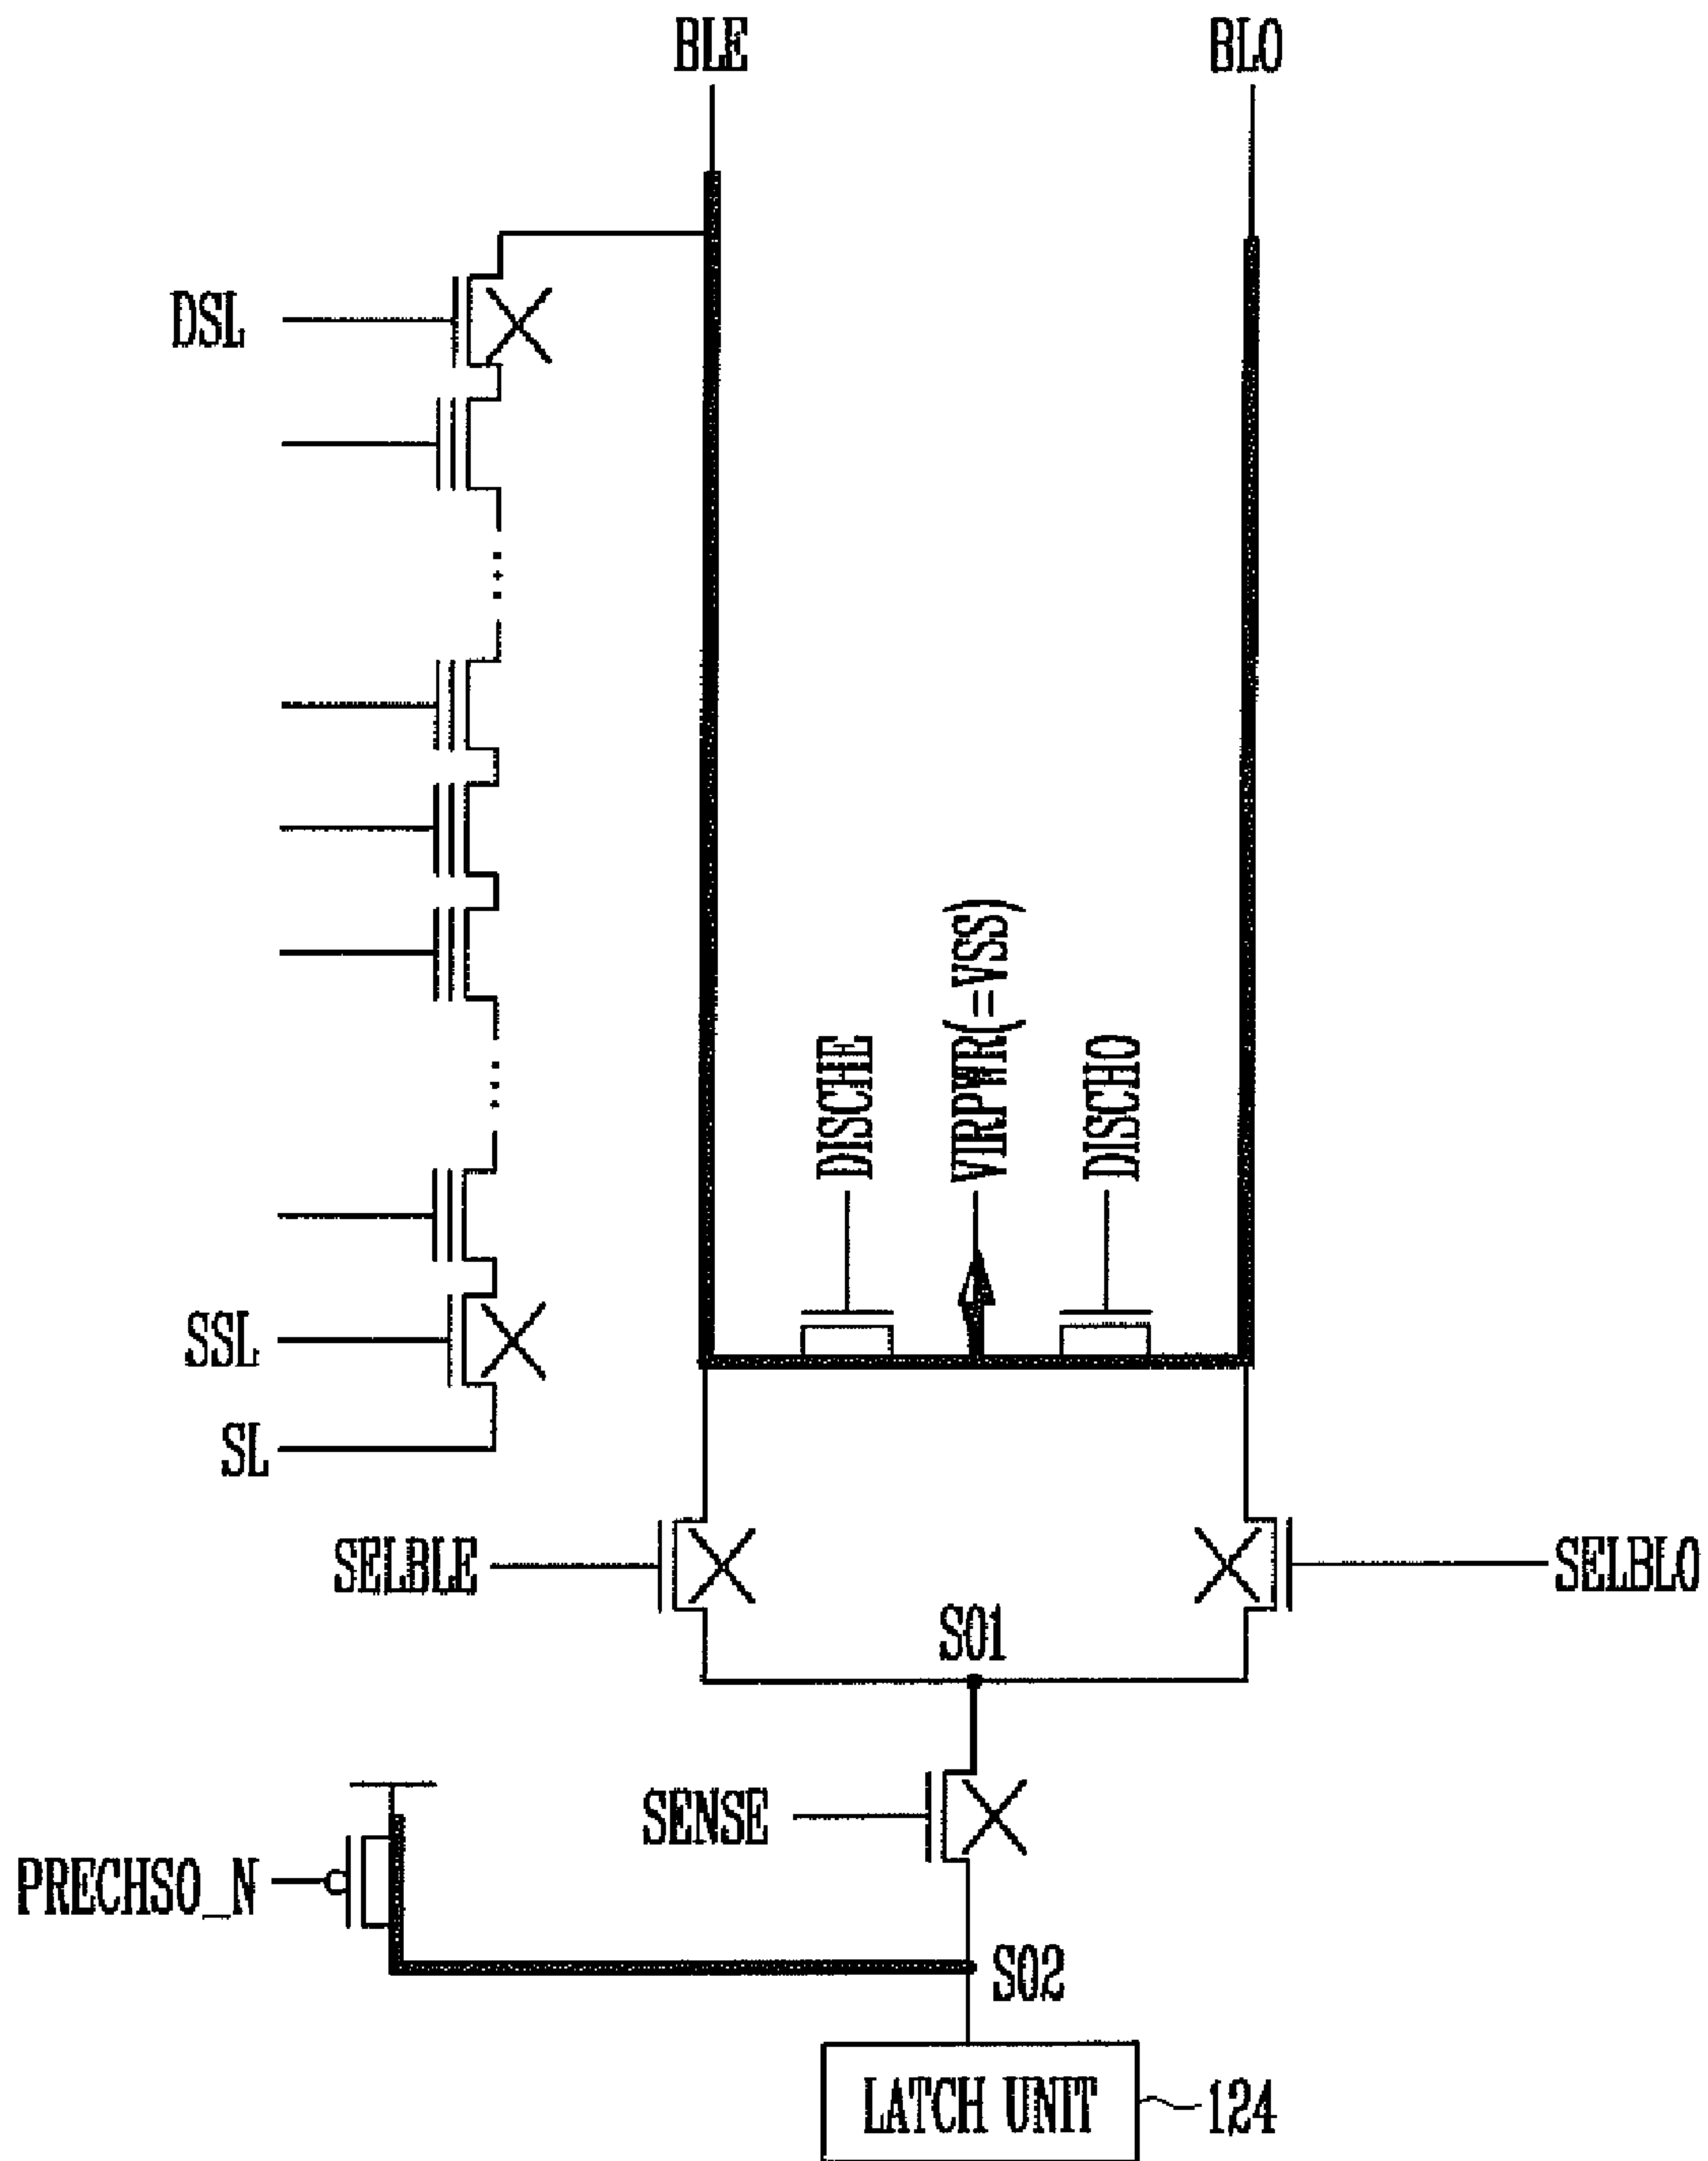 BLE
BLO
DSL
DISCHE
VIRPWR(=VSS)
DISCHO
SSL
SL
SELBLE
SELBLO
SO1
SENSE
PRECHSO_N
SO2
LATCH UNIT
124